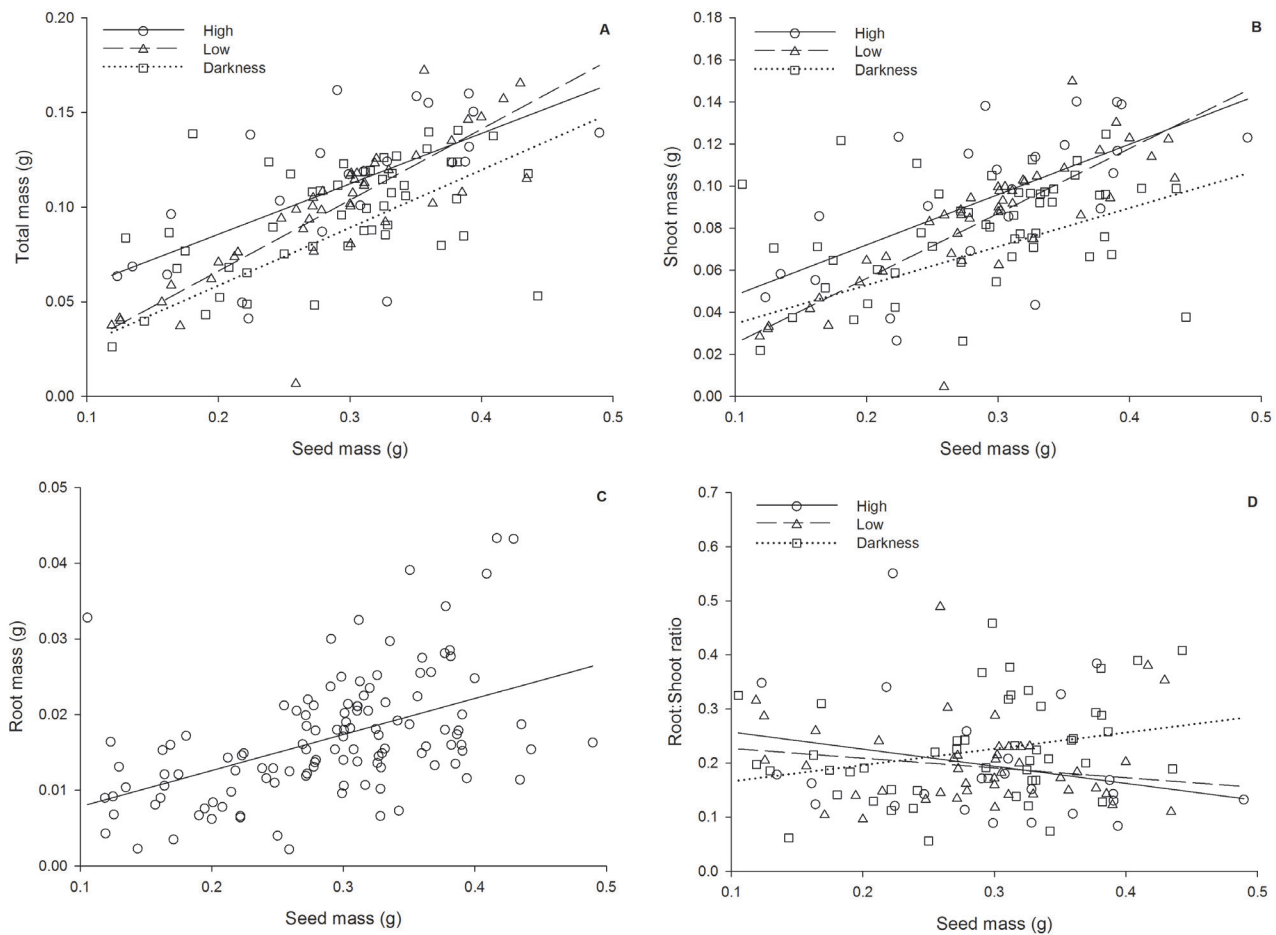 A
High
Low
Darkness
Total mass (g)
0.20
0.15
0.10
0.05
0.00
0.1 0.2 0.3 0.4 0.5
Seed mass (g)
B
High
Low
Darkness
Shoot mass (g)
0.18
0.16
0.14
0.12
0.10
0.08
0.06
0.04
0.02
0.00
0.1 0.2 0.3 0.4 0.5
Seed mass (g)
C
Root mass (g)
0.05
0.04
0.03
0.02
0.01
0.00
0.1 0.2 0.3 0.4 0.5
Seed mass (g)
D
High
Low
Darkness
Root:Shoot ratio
0.7
0.6
0.5
0.4
0.3
0.2
0.1
0.0
0.1 0.2 0.3 0.4 0.5
Seed mass (g)